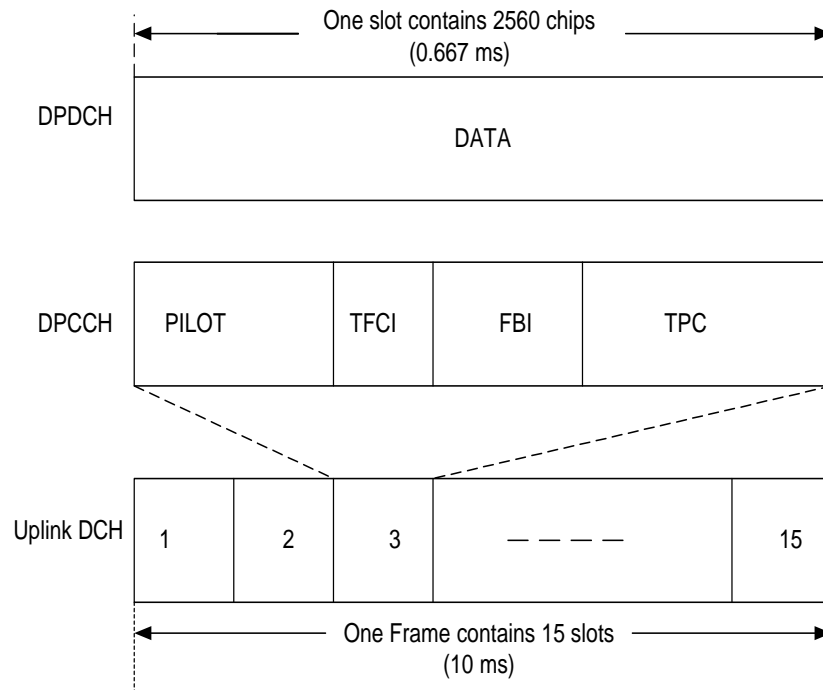 One slot contains 2560 chips
(0.667 ms)
DPDCH
DATA
DPCCH
PILOT
TFCI
FBI
TPC
Uplink DCH
1
2
3
15
One Frame contains 15 slots
(10 ms)